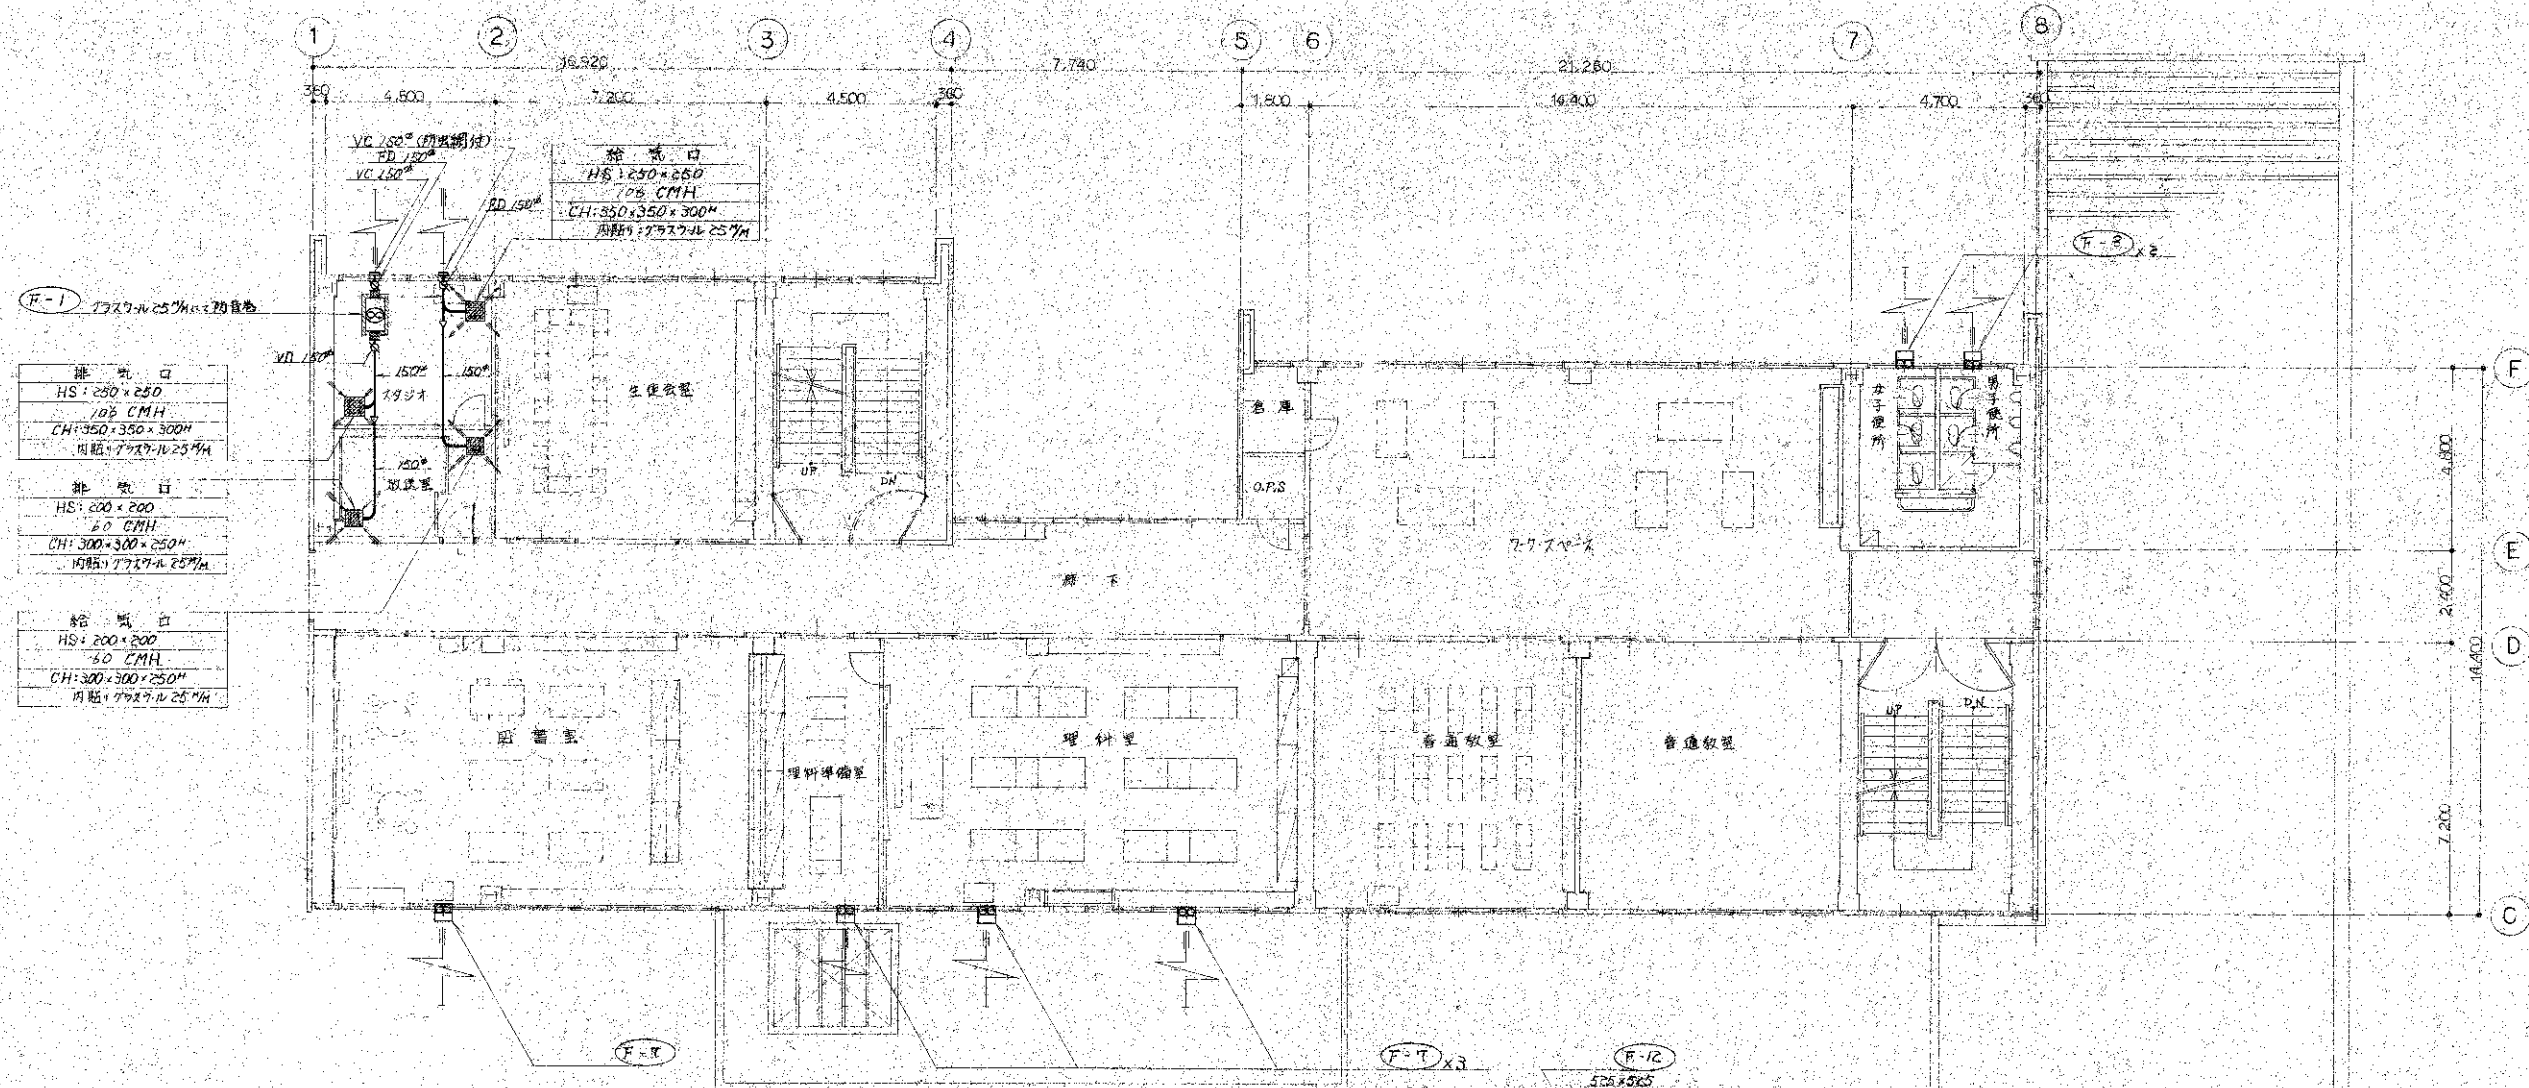 1
2
3
4
5
6
7
8
16,920
7,740
21,260
360
4,500
7,200
4,500
360
1,800
14,400
4,700
360
VC 150φ (防虫網付)
FD 150φ
VC 150φ
FD 150φ
給 気 口
HS:250×250
CMH
CH:350×350×300H
内貼りグラスウール25M/M
F-1
グラスウール25M/Mにて防音巻
F-3 ×2
VD 150φ
150φ
150φ
排 気 口
HS:250×250
CMH
CH:350×350×300H
内貼りグラスウール25M/M
スタジオ
生徒会室
倉庫
女子便所
男子便所
F
4,800
150φ
放送室
UP
DN
O.P.S
排 気 口
HS:200×200
60 CMH
CH:300×300×250H
内貼りグラスウール25M/M
ワークスペース
E
廊 下
2,400
給 気 口
HS:200×200
60 CMH
CH:300×300×250H
内貼りグラスウール25M/M
D
14,400
図書室
理科準備室
理科室
普通教室
普通教室
UP
DN
7,200
C
F-7 ×3
F-12